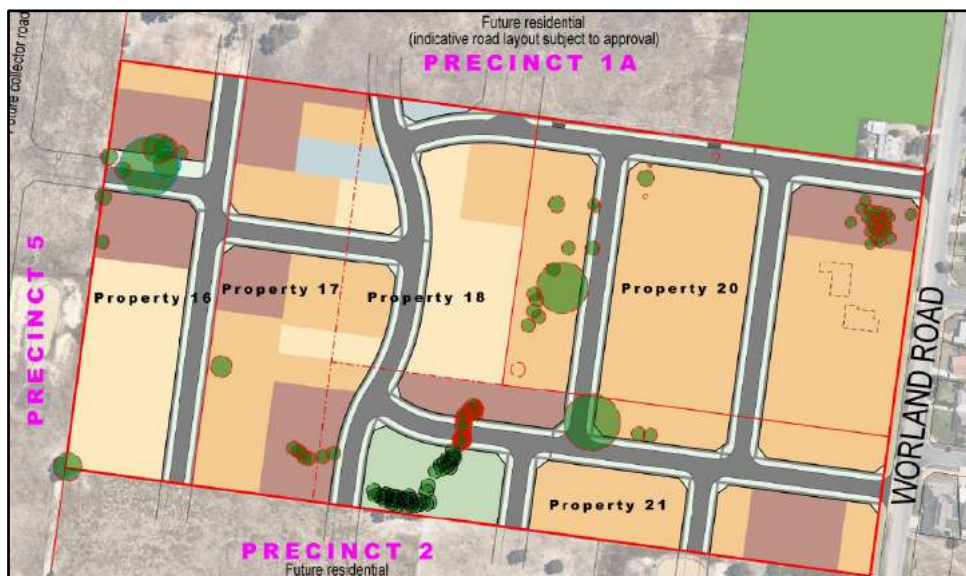 Future residential
(indicative road layout subject to approval)
PRECINCT 1A
Future collector road
PRECINCT 5
Property 16
Property 17
Property 18
Property 20
WORLAND ROAD
Property 21
PRECINCT 2
Future residential